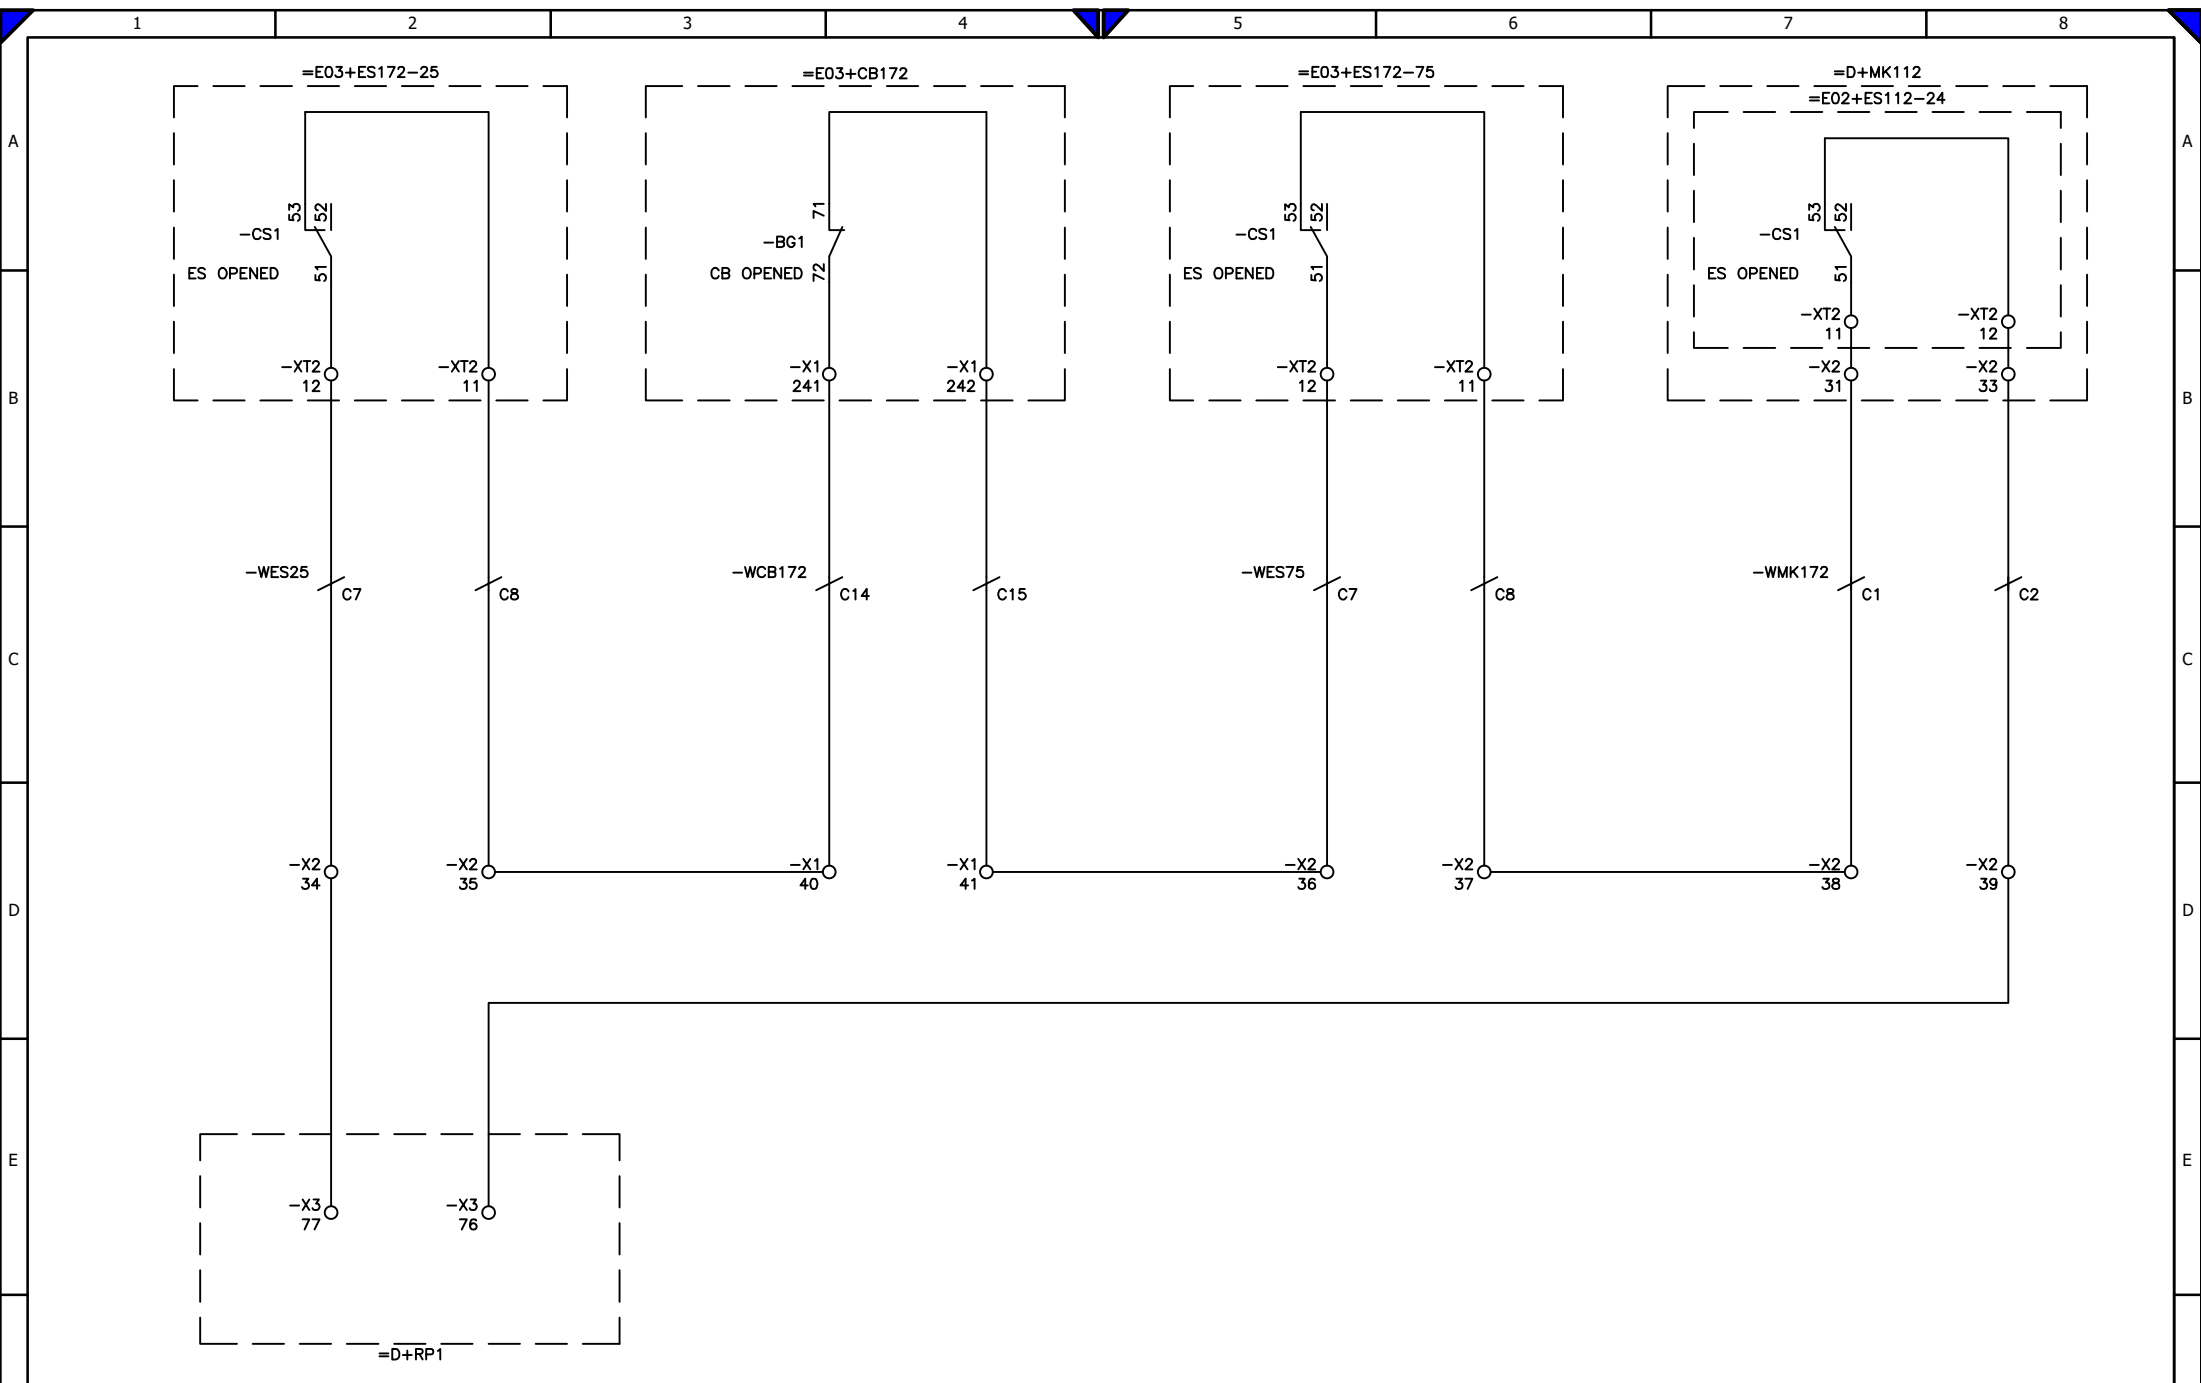 1 2 3 4 5 6 7 8
=E03+ES172-25 =E03+CB172 =E03+ES172-75 =D+MK112
=E02+ES112-24
A A
53 52 71 53 52 53 52
-CS1 -BG1 -CS1 -CS1
ES OPENED 51 CB OPENED 72 ES OPENED 51 ES OPENED 51
-XT2 -XT2
11 12
-XT2 -XT2 -X1 -X1 -XT2 -XT2 -X2 -X2
12 11 241 242 12 11 31 33
B B
-WES25 -WCB172 -WES75 -WMK172
C7 C8 C14 C15 C7 C8 C1 C2
C C
-X2 -X2 -X1 -X1 -X2 -X2 -X2 -X2
34 35 40 41 36 37 38 39
D D
E E
-X3 -X3
77 76
=D+RP1